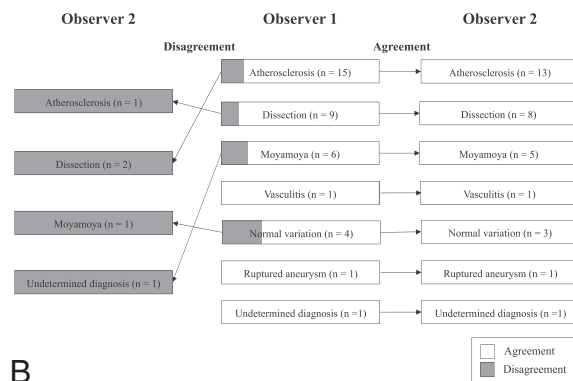 Observer 2 Observer 1 Observer 2
Disagreement Agreement
Atherosclerosis (n = 15) Atherosclerosis (n = 13)
Atherosclerosis (n = 1)
Dissection (n = 9) Dissection (n = 8)
Dissection (n = 2)
Moyamoya (n = 6) Moyamoya (n = 5)
Vasculitis (n = 1) Vasculitis (n = 1)
Moyamoya (n = 1)
Normal variation (n = 4) Normal variation (n = 3)
Undetermined diagnosis (n = 1)
Ruptured aneurysm (n = 1) Ruptured aneurysm (n = 1)
Undetermined diagnosis (n =1) Undetermined diagnosis (n =1)
Agreement
Disagreement
B